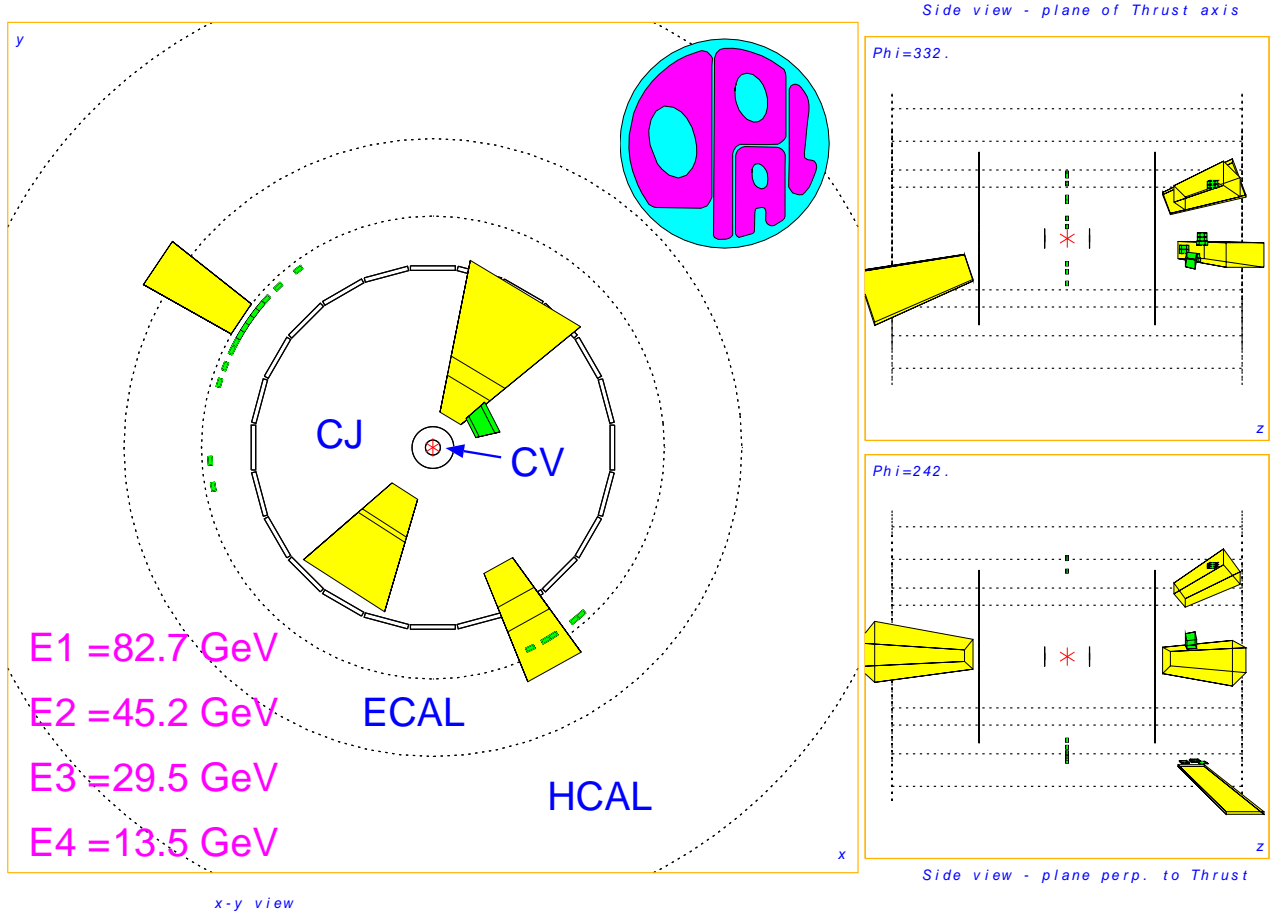 Side view - plane of Thrust axis
y
OPAL
Phi=332.
CJ
CV
z
Phi=242.
E1 =82.7 GeV
E2 =45.2 GeV
ECAL
E3 =29.5 GeV
HCAL
E4 =13.5 GeV
x
z
Side view - plane perp. to Thrust
x-y view